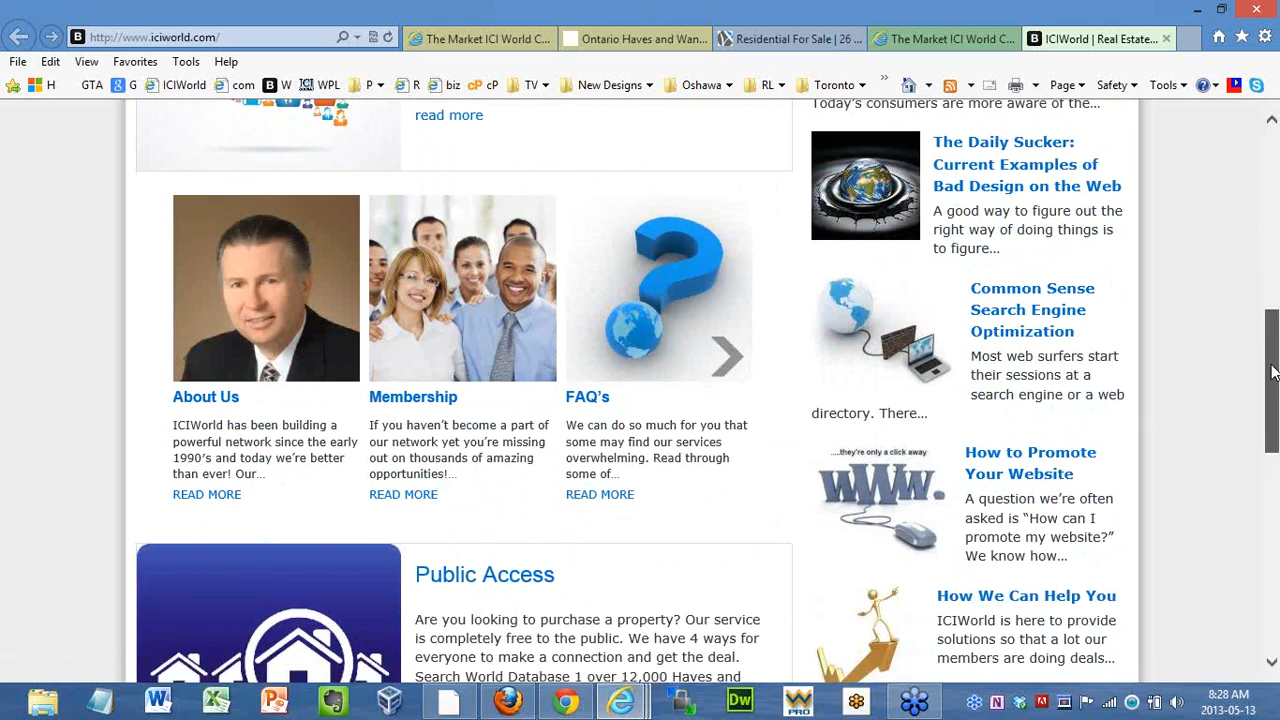 http://www.iciworld.com/
The Market ICI World C...
Ontario Haves and Wan...
Residential For Sale | 26 ...
The Market ICI World C...
ICIWorld | Real Estate...
File Edit View Favorites Tools Help
H GTA G ICIWorld com W WPL P R biz cP TV New Designs Oshawa RL Toronto Page Safety Tools
read more
Today's consumers are more aware of the...
The Daily Sucker:
Current Examples of
Bad Design on the Web
A good way to figure out the
right way of doing things is
to figure...
Common Sense
Search Engine
Optimization
Most web surfers start
their sessions at a
search engine or a web
directory. There...
About Us
ICIWorld has been building a
powerful network since the early
1990's and today we're better
than ever! Our...
READ MORE
Membership
If you haven't become a part of
our network yet you're missing
out on thousands of amazing
opportunities!...
READ MORE
FAQ's
We can do so much for you that
some may find our services
overwhelming. Read through
some of...
READ MORE
....they're only a click away
www.
How to Promote
Your Website
A question we're often
asked is “How can I
promote my website?”
We know how...
Public Access
Are you looking to purchase a property? Our service
is completely free to the public. We have 4 ways for
everyone to make a connection and get the deal.
Search World Database 1 over 12,000 Haves and
How We Can Help You
ICIWorld is here to provide
solutions so that a lot our
members are doing deals...
Dw
PRO
8:28 AM
2013-05-13